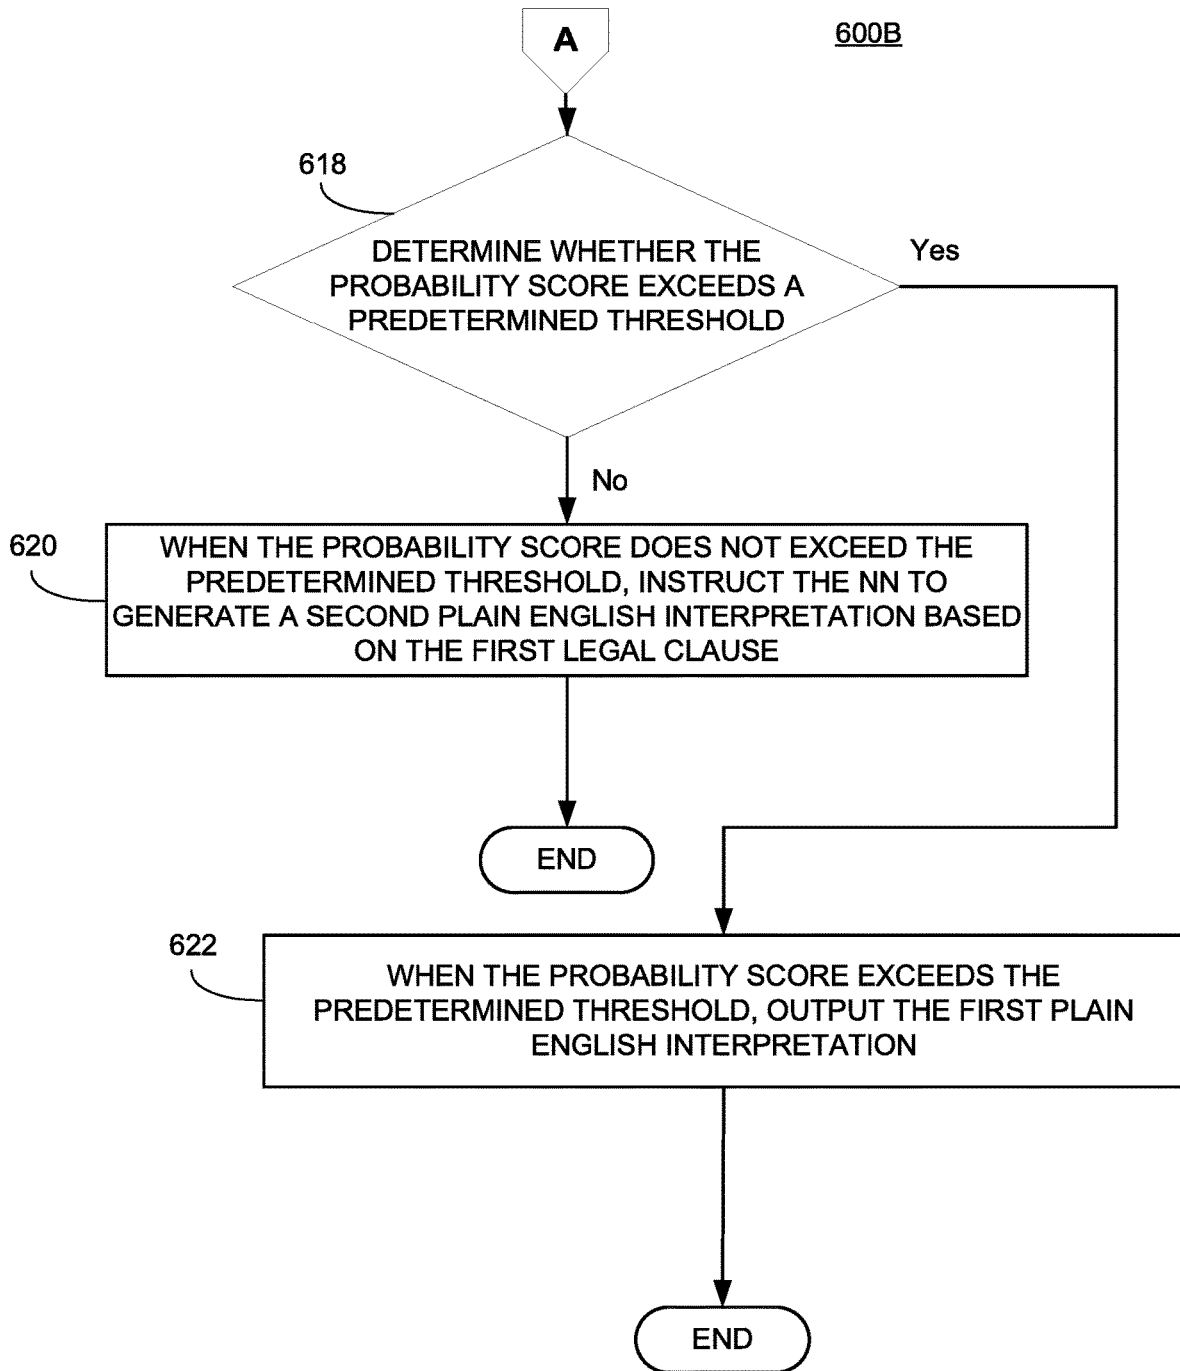 A
600B
618
DETERMINE WHETHER THE
PROBABILITY SCORE EXCEEDS A
PREDETERMINED THRESHOLD
Yes
No
620
WHEN THE PROBABILITY SCORE DOES NOT EXCEED THE
PREDETERMINED THRESHOLD, INSTRUCT THE NN TO
GENERATE A SECOND PLAIN ENGLISH INTERPRETATION BASED
ON THE FIRST LEGAL CLAUSE
END
622
WHEN THE PROBABILITY SCORE EXCEEDS THE
PREDETERMINED THRESHOLD, OUTPUT THE FIRST PLAIN
ENGLISH INTERPRETATION
END